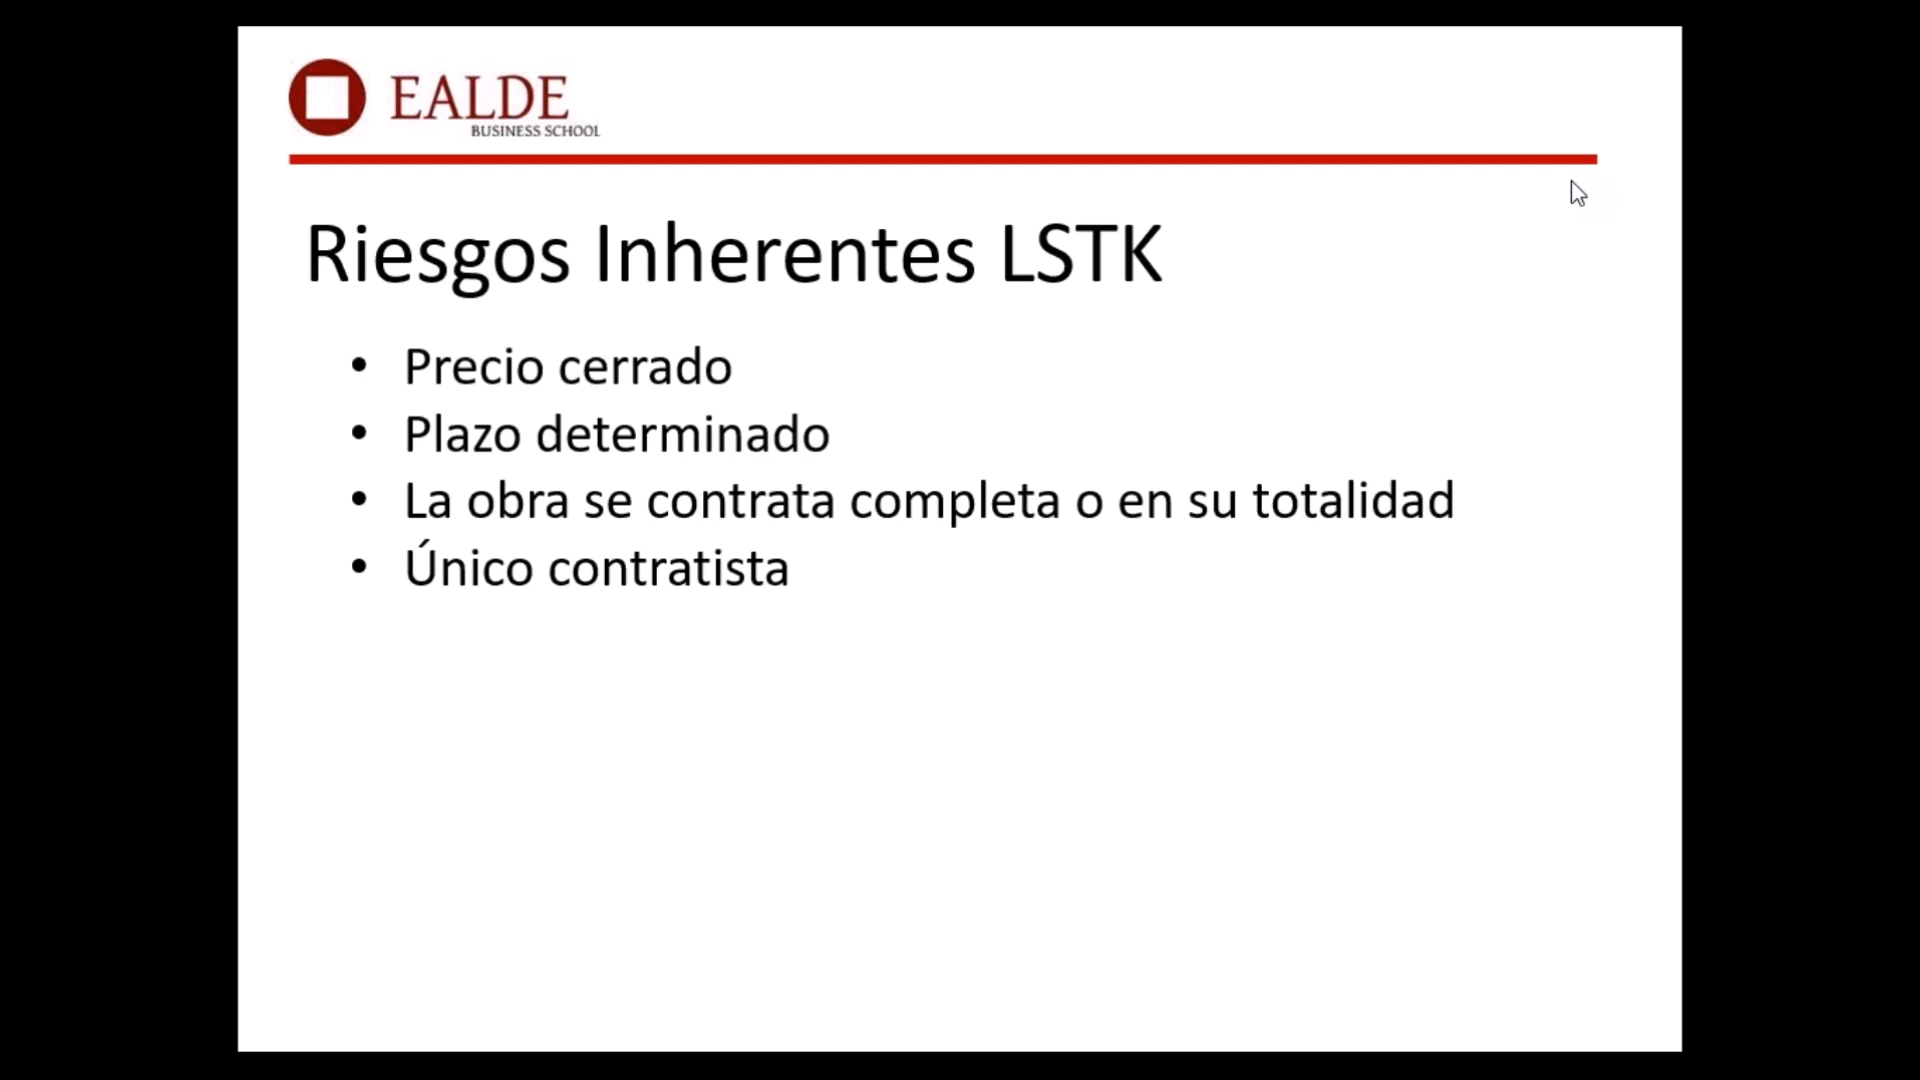 EALDE
BUSINESS SCHOOL
Riesgos Inherentes LSTK
• Precio cerrado
• Plazo determinado
• La obra se contrata completa o en su totalidad
• Único contratista